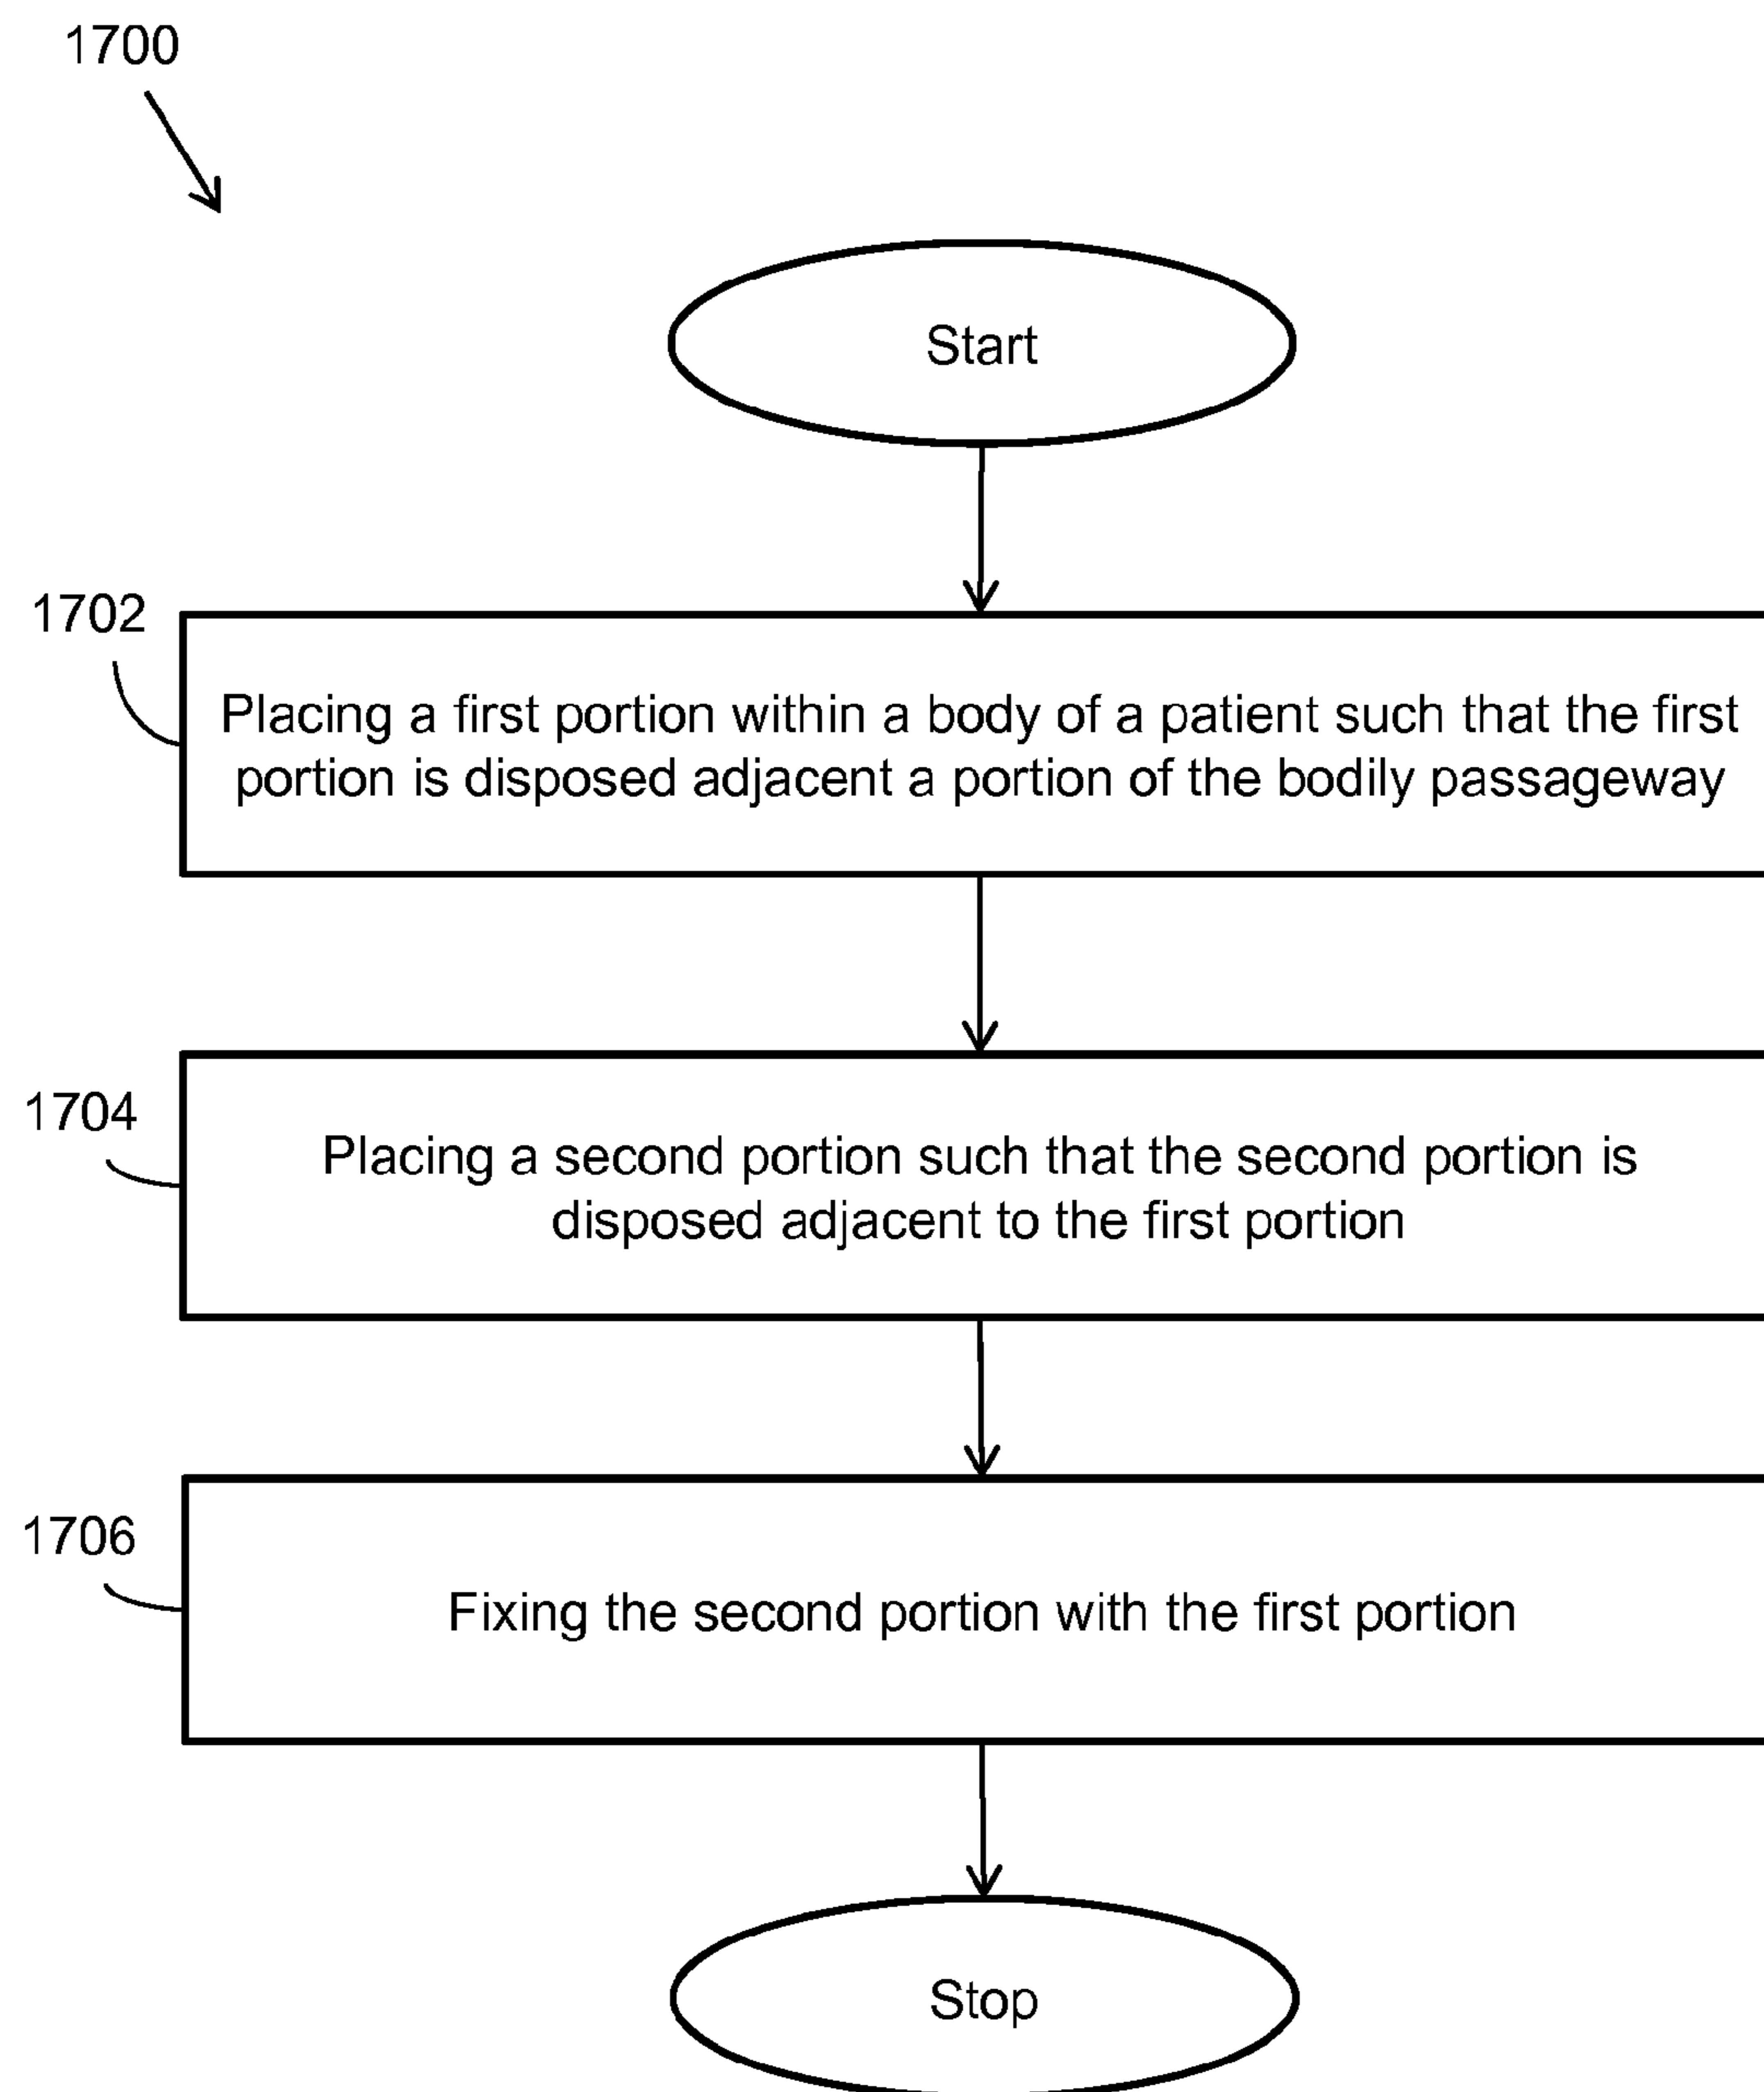 1700
Start
1702
Placing a first portion within a body of a patient such that the first
portion is disposed adjacent a portion of the bodily passageway
1704
Placing a second portion such that the second portion is
disposed adjacent to the first portion
1706
Fixing the second portion with the first portion
Stop